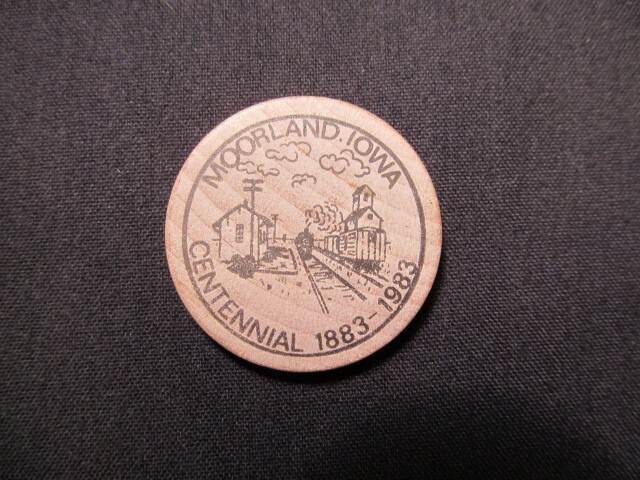 MOORLAND, IOWA
CENTENNIAL 1883-1983